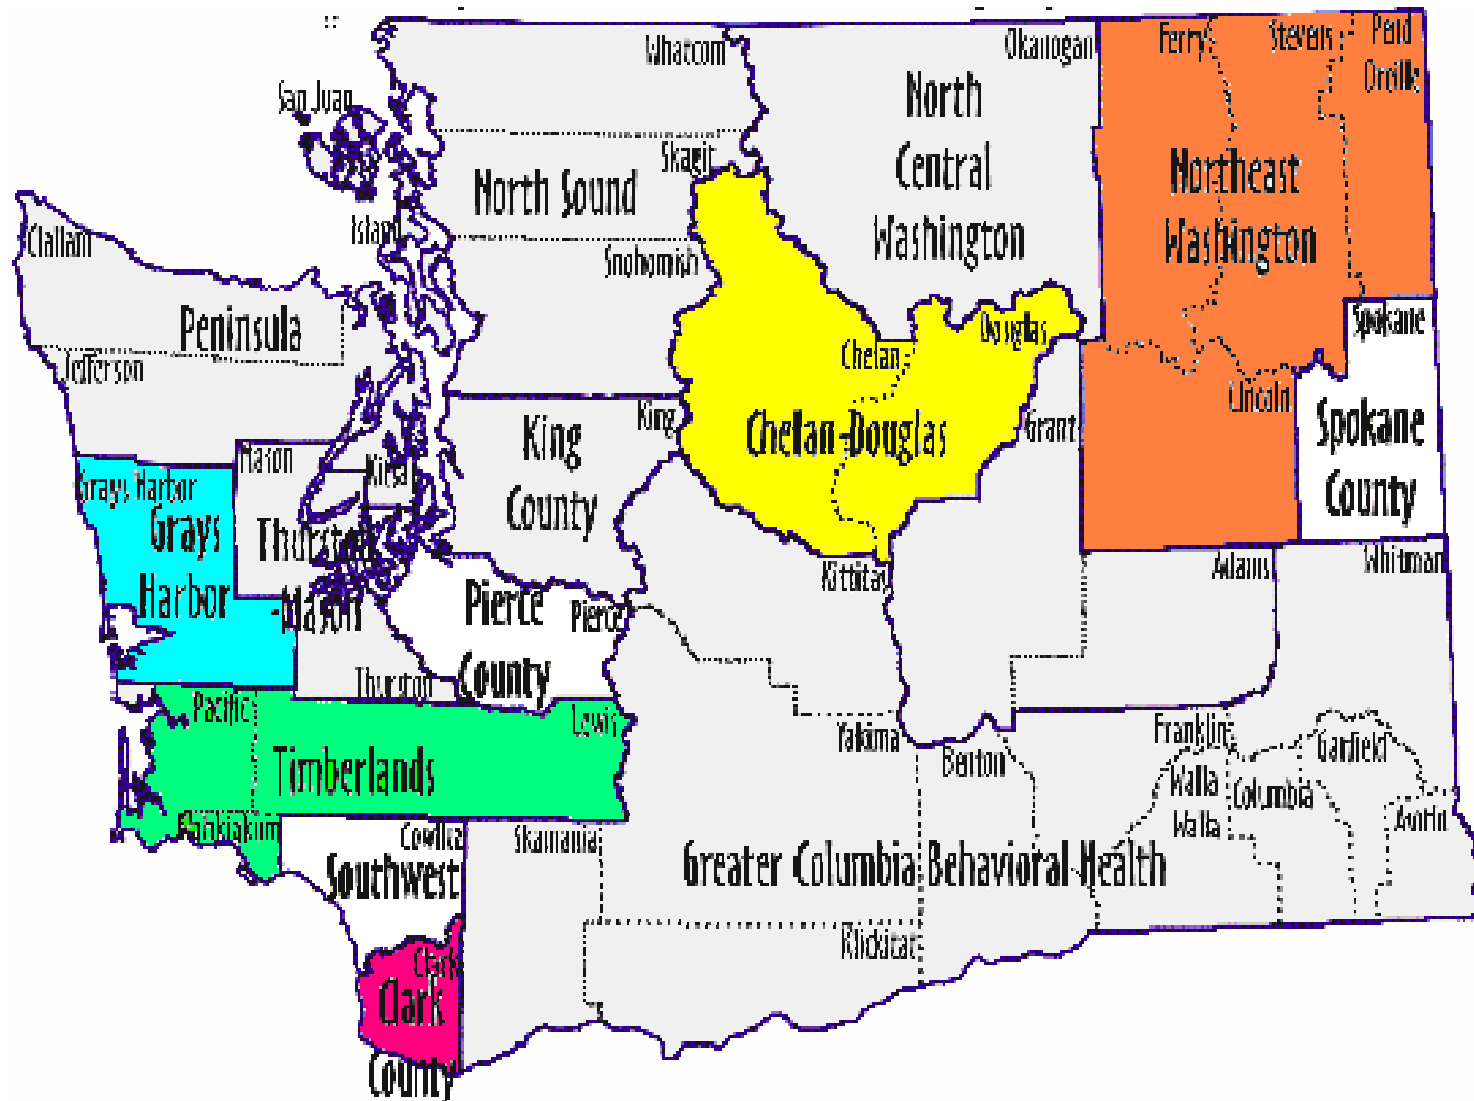 Whatcom
Okanogan
Ferry
Stevens
Pend
Oreille
San Juan
North
Central
Washington
Skagit
North Sound
Northeast
Washington
Island
Clallam
Snohomish
Peninsula
Jefferson
Chelan
Douglas
Spokane
Lincoln
King
King
County
Chelan-Douglas
Grant
Spokane
County
Mason
Kitsap
Grays Harbor
Grays
Harbor
Thurston
-Mason
Kittitas
Adams
Whitman
Pierce
County
Pierce
Thurston
Pacific
Lewis
Timberlands
Yakima
Benton
Franklin
Walla
Walla
Columbia
Garfield
Asotin
Wahkiakum
Cowlitz
Skamania
Southwest
Greater Columbia Behavioral Health
Klickitat
Clark
Clark
County